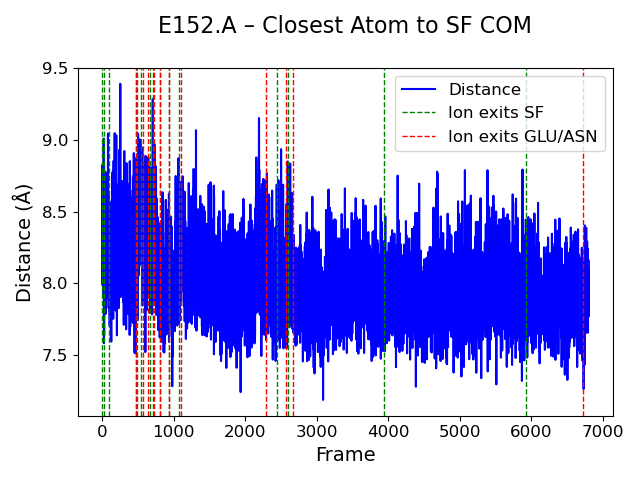 E152.A – Closest Atom to SF COM
Distance (Å)
9.5
9.0
8.5
8.0
7.5
Distance
Ion exits SF
Ion exits GLU/ASN
0 1000 2000 3000 4000 5000 6000 7000
Frame